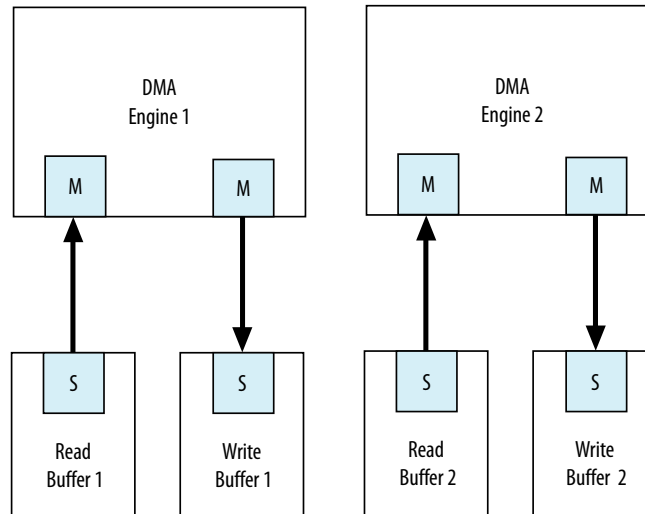 DMA
Engine 1
M
M
S
S
Read
Buffer 1
Write
Buffer 1
DMA
Engine 2
M
M
S
S
Read
Buffer 2
Write
Buffer 2